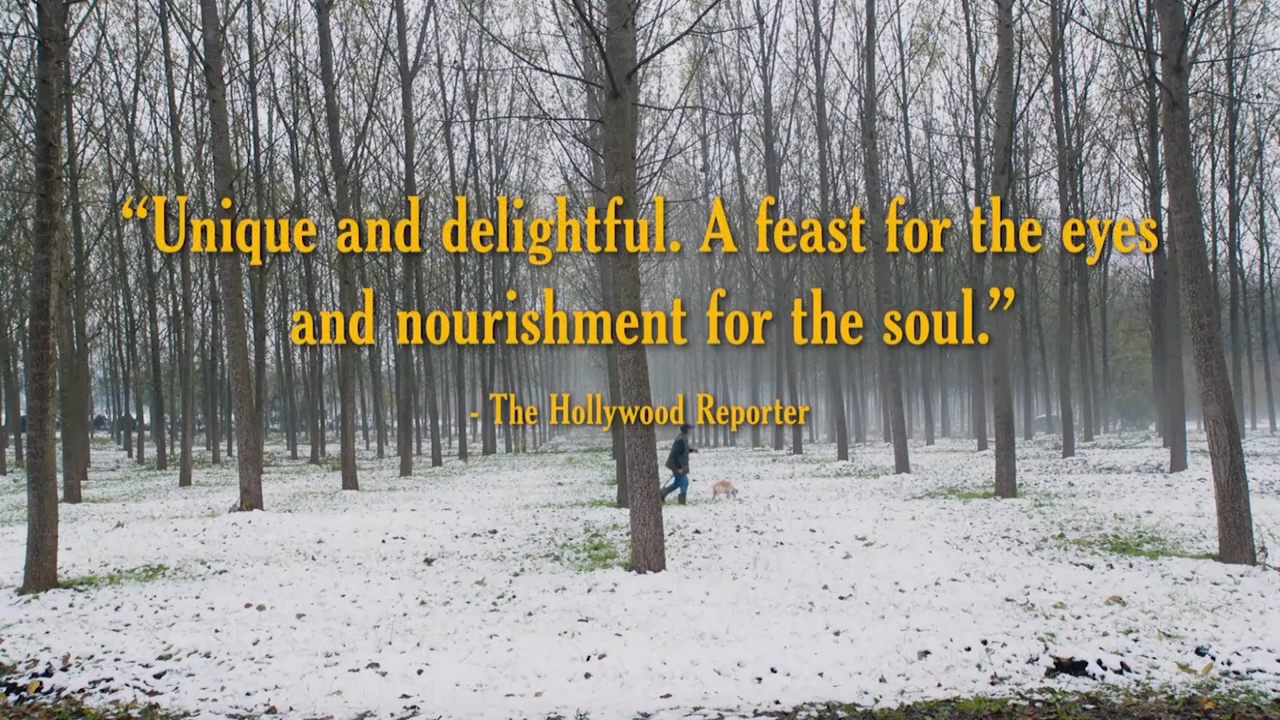 “Unique and delightful. A feast for the eyes
and nourishment for the soul.”
- The Hollywood Reporter